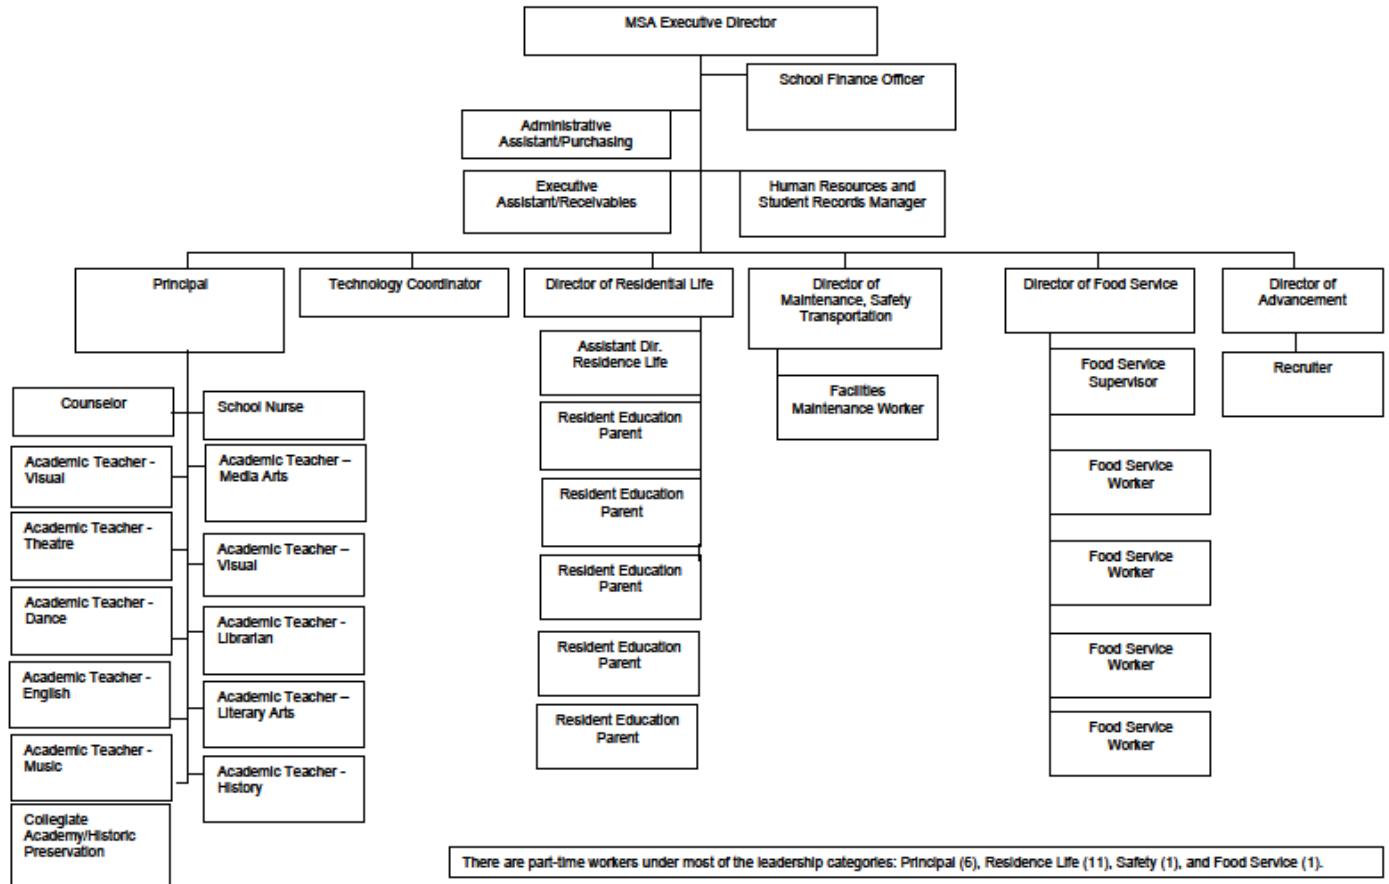 MSA Executive Director
School Finance Officer
Administrative
Assistant/Purchasing
Executive
Assistant/Receivables
Human Resources and
Student Records Manager
Principal
Technology Coordinator
Director of Residential Life
Director of
Maintenance, Safety
Transportation
Director of Food Service
Director of
Advancement
Assistant Dir.
Residence Life
Resident Education
Parent
Resident Education
Parent
Resident Education
Parent
Resident Education
Parent
Resident Education
Parent
Facilities
Maintenance Worker
Food Service
Supervisor
Food Service
Worker
Food Service
Worker
Food Service
Worker
Food Service
Worker
Recruiter
Counselor
School Nurse
Academic Teacher -
Visual
Academic Teacher –
Media Arts
Academic Teacher -
Theatre
Academic Teacher –
Visual
Academic Teacher -
Dance
Academic Teacher -
Librarian
Academic Teacher -
English
Academic Teacher –
Literary Arts
Academic Teacher -
Music
Academic Teacher -
History
Collegiate
Academy/Historic
Preservation
There are part-time workers under most of the leadership categories: Principal (6), Residence Life (11), Safety (1), and Food Service (1).